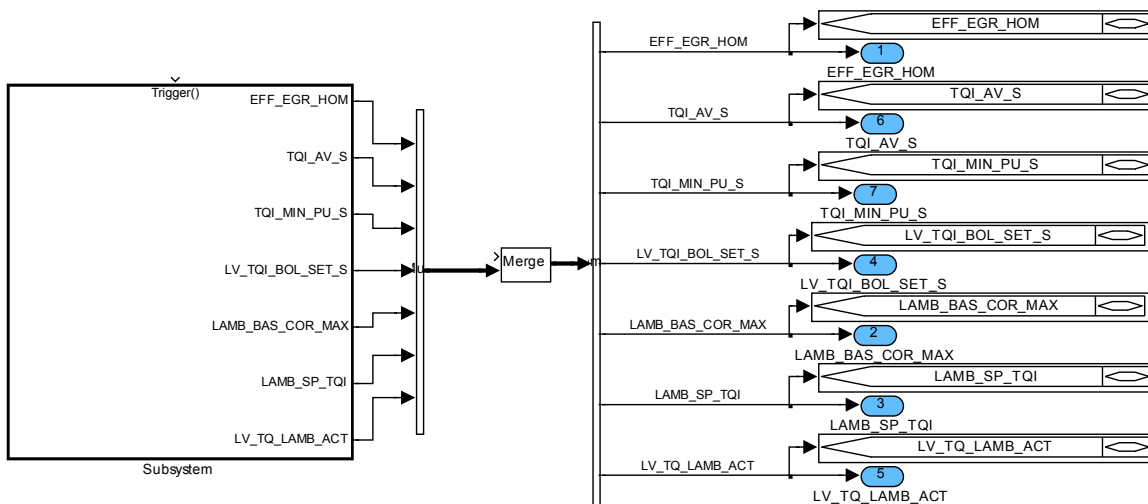 Trigger()
EFF_EGR_HOM
TQI_AV_S
TQI_MIN_PU_S
LV_TQI_BOL_SET_S
LAMB_BAS_COR_MAX
LAMB_SP_TQI
LV_TQ_LAMB_ACT
Subsystem
Merge
m
EFF_EGR_HOM
EFF_EGR_HOM
1
EFF_EGR_HOM
TQI_AV_S
TQI_AV_S
6
TQI_AV_S
TQI_MIN_PU_S
TQI_MIN_PU_S
7
TQI_MIN_PU_S
LV_TQI_BOL_SET_S
LV_TQI_BOL_SET_S
4
LV_TQI_BOL_SET_S
LAMB_BAS_COR_MAX
LAMB_BAS_COR_MAX
2
LAMB_BAS_COR_MAX
LAMB_SP_TQI
LAMB_SP_TQI
3
LAMB_SP_TQI
LV_TQ_LAMB_ACT
LV_TQ_LAMB_ACT
5
LV_TQ_LAMB_ACT